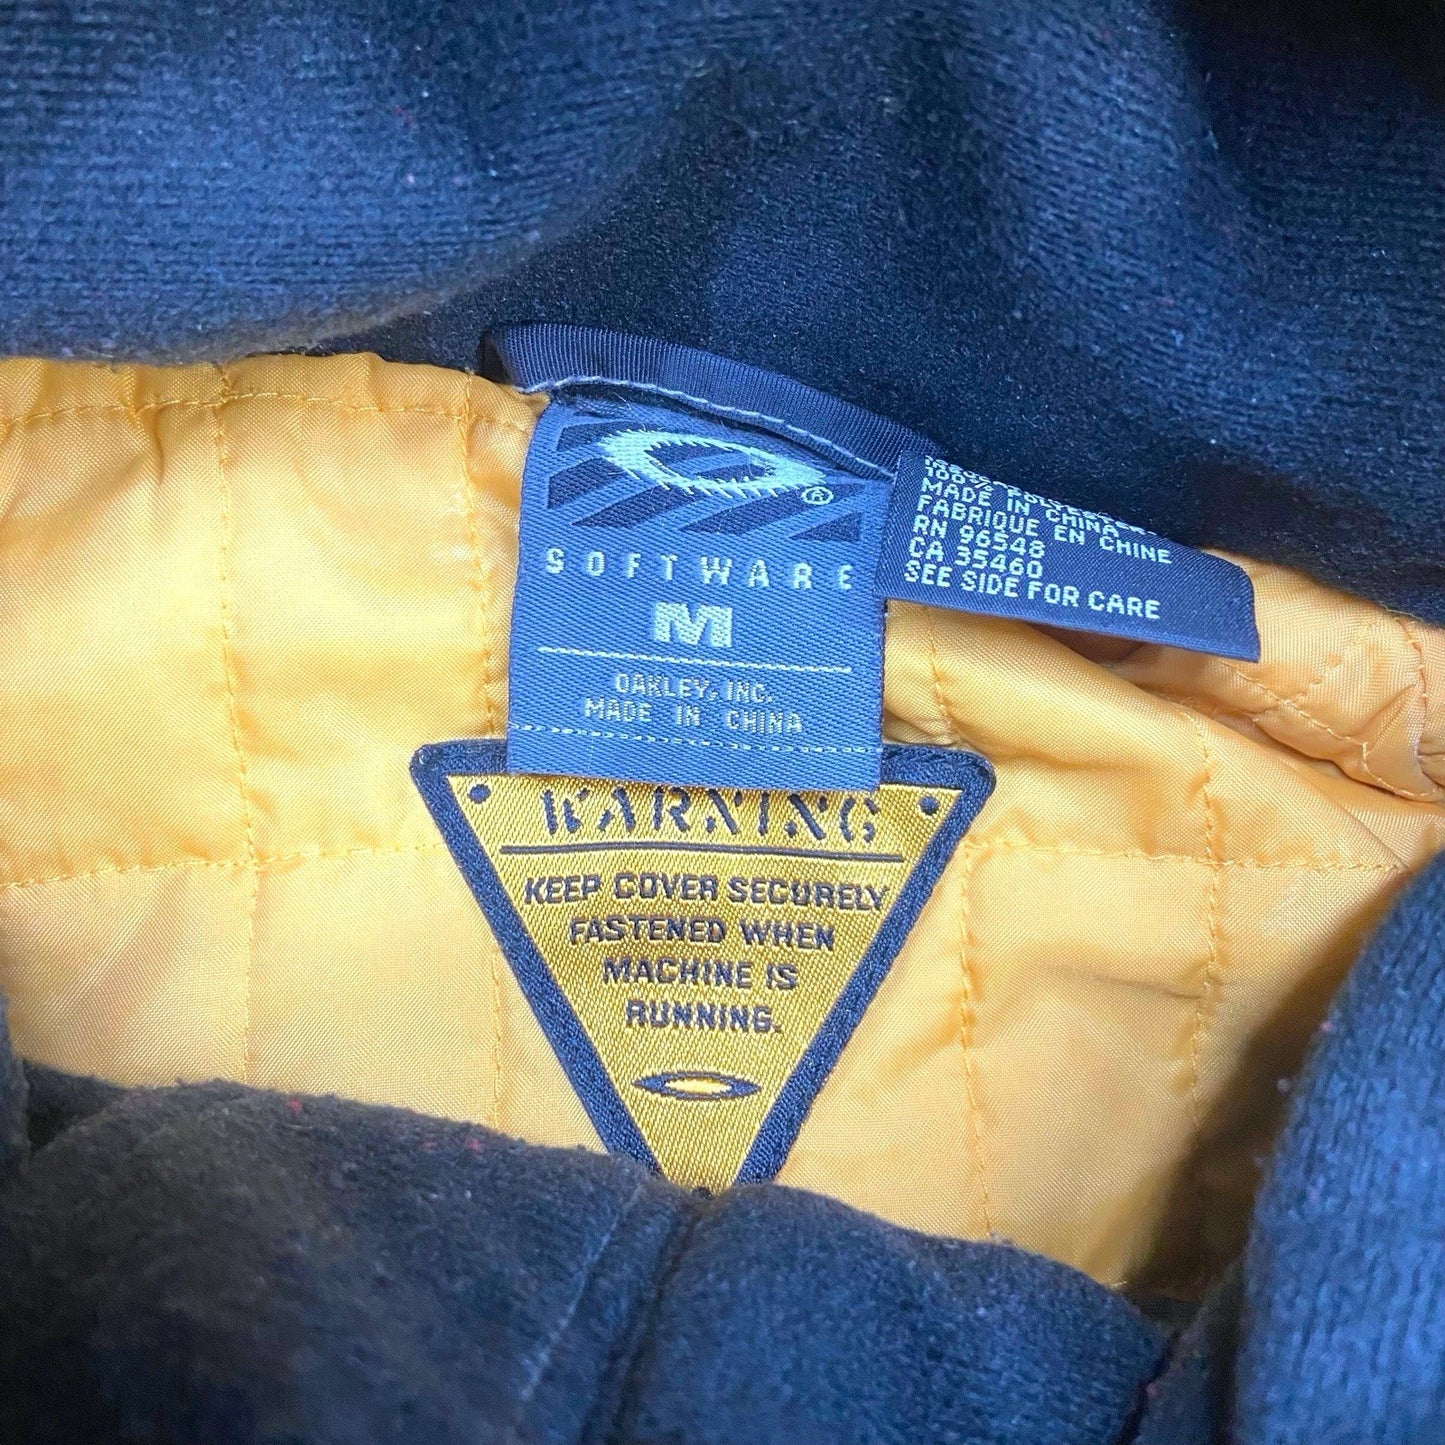 ®
SOFTWARE
M
OAKLEY, INC.
MADE IN CHINA
100% POLYESTER
MADE IN CHINA
FABRIQUE EN CHINE
RN 96548
CA 35460
SEE SIDE FOR CARE
WARNING
KEEP COVER SECURELY
FASTENED WHEN
MACHINE IS
RUNNING.